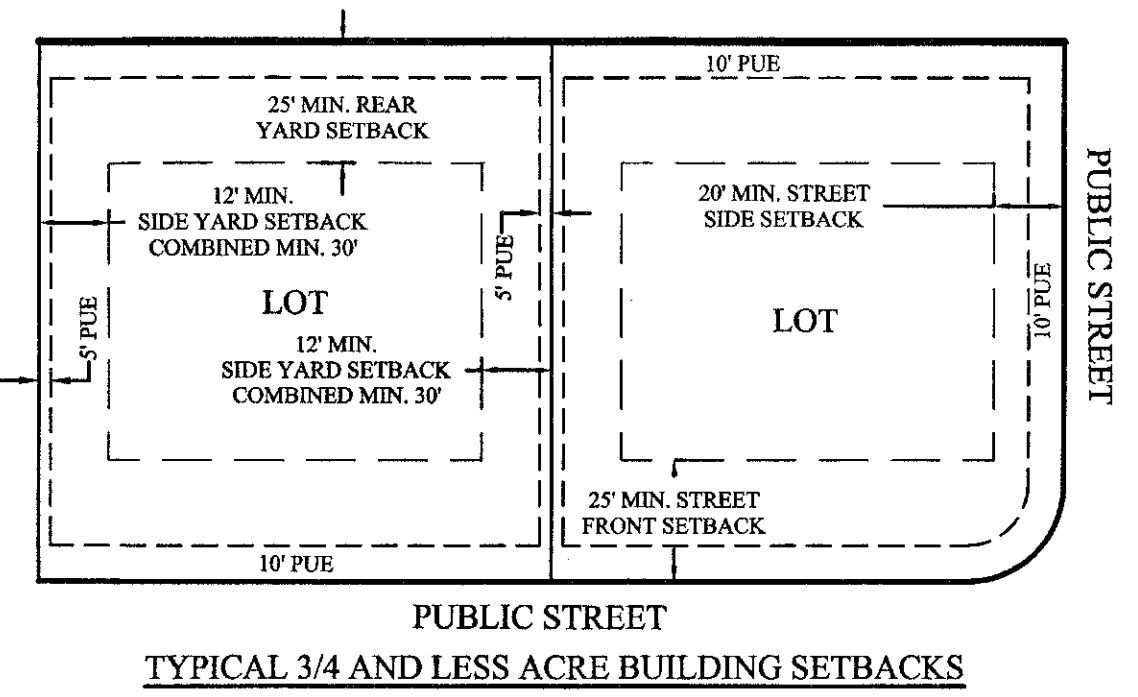 10' PUE
25' MIN. REAR
YARD SETBACK
12' MIN.
SIDE YARD SETBACK
COMBINED MIN. 30'
20' MIN. STREET
SIDE SETBACK
PUBLIC STREET
5' PUE
LOT
LOT
10' PUE
5' PUE
12' MIN.
SIDE YARD SETBACK
COMBINED MIN. 30'
25' MIN. STREET
FRONT SETBACK
10' PUE
PUBLIC STREET
TYPICAL 3/4 AND LESS ACRE BUILDING SETBACKS